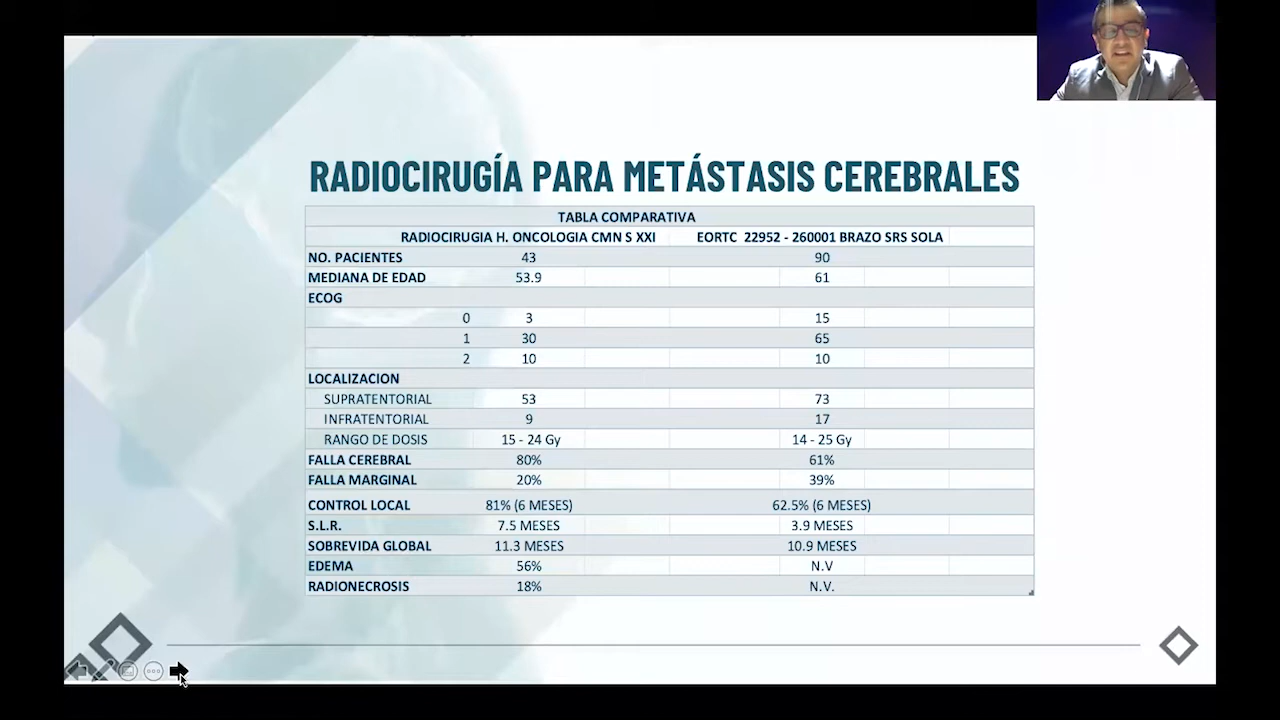 RADIOCIRUGÍA PARA METÁSTASIS CEREBRALES
TABLA COMPARATIVA
RADIOCIRUGIA H. ONCOLOGIA CMN S XXI EORTC 22952 - 260001 BRAZO SRS SOLA
NO. PACIENTES 43 90
MEDIANA DE EDAD 53.9 61
ECOG
0 3 15
1 30 65
2 10 10
LOCALIZACION
SUPRATENTORIAL 53 73
INFRATENTORIAL 9 17
RANGO DE DOSIS 15 - 24 Gy 14 - 25 Gy
FALLA CEREBRAL 80% 61%
FALLA MARGINAL 20% 39%
CONTROL LOCAL 81% (6 MESES) 62.5% (6 MESES)
S.L.R. 7.5 MESES 3.9 MESES
SOBREVIDA GLOBAL 11.3 MESES 10.9 MESES
EDEMA 56% N.V
RADIONECROSIS 18% N.V.